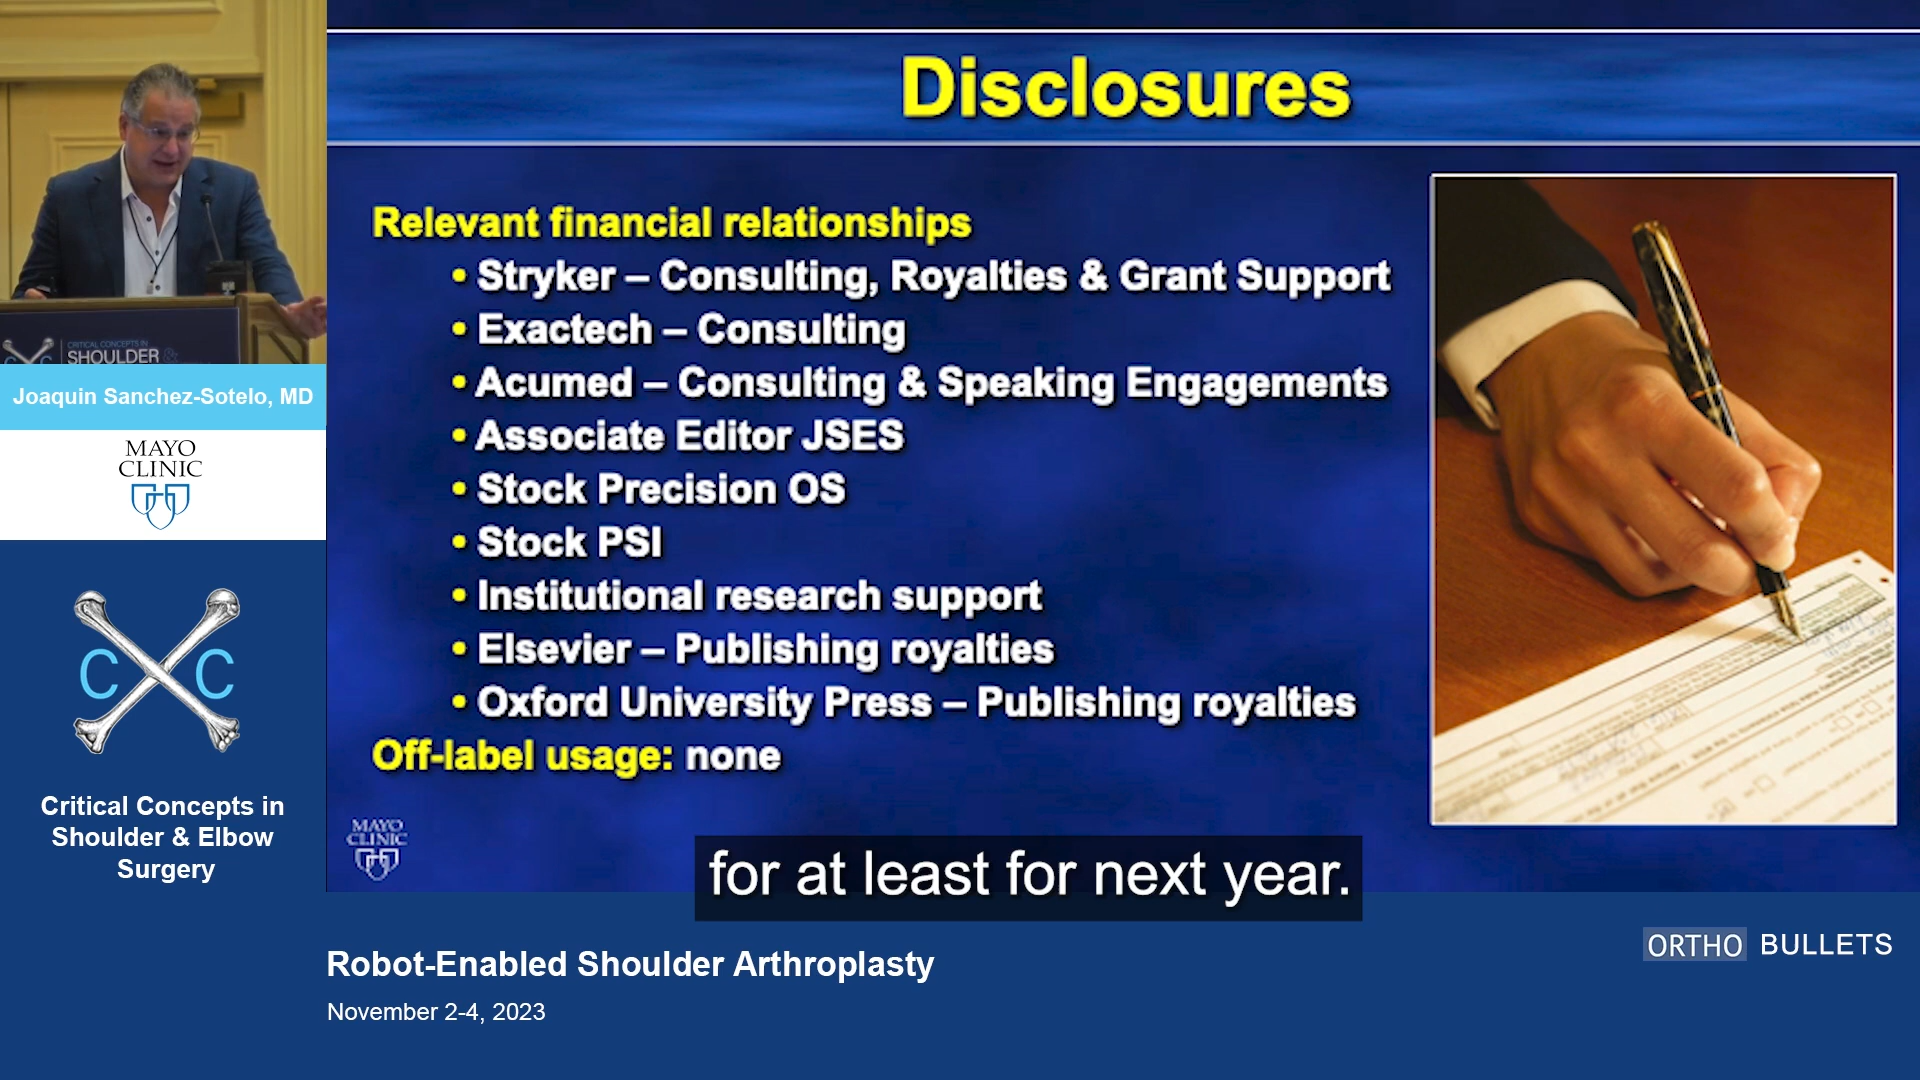 Disclosures
Relevant financial relationships
• Stryker – Consulting, Royalties & Grant Support
• Exactech – Consulting
• Acumed – Consulting & Speaking Engagements
• Associate Editor JSES
• Stock Precision OS
• Stock PSI
• Institutional research support
• Elsevier – Publishing royalties
• Oxford University Press – Publishing royalties
Off-label usage: none
MAYO
CLINIC
for at least for next year.
CRITICAL CONCEPTS IN
SHOULDER &
C C
Joaquin Sanchez-Sotelo, MD
MAYO
CLINIC
C C
Critical Concepts in
Shoulder & Elbow
Surgery
Robot-Enabled Shoulder Arthroplasty
November 2-4, 2023
ORTHO BULLETS